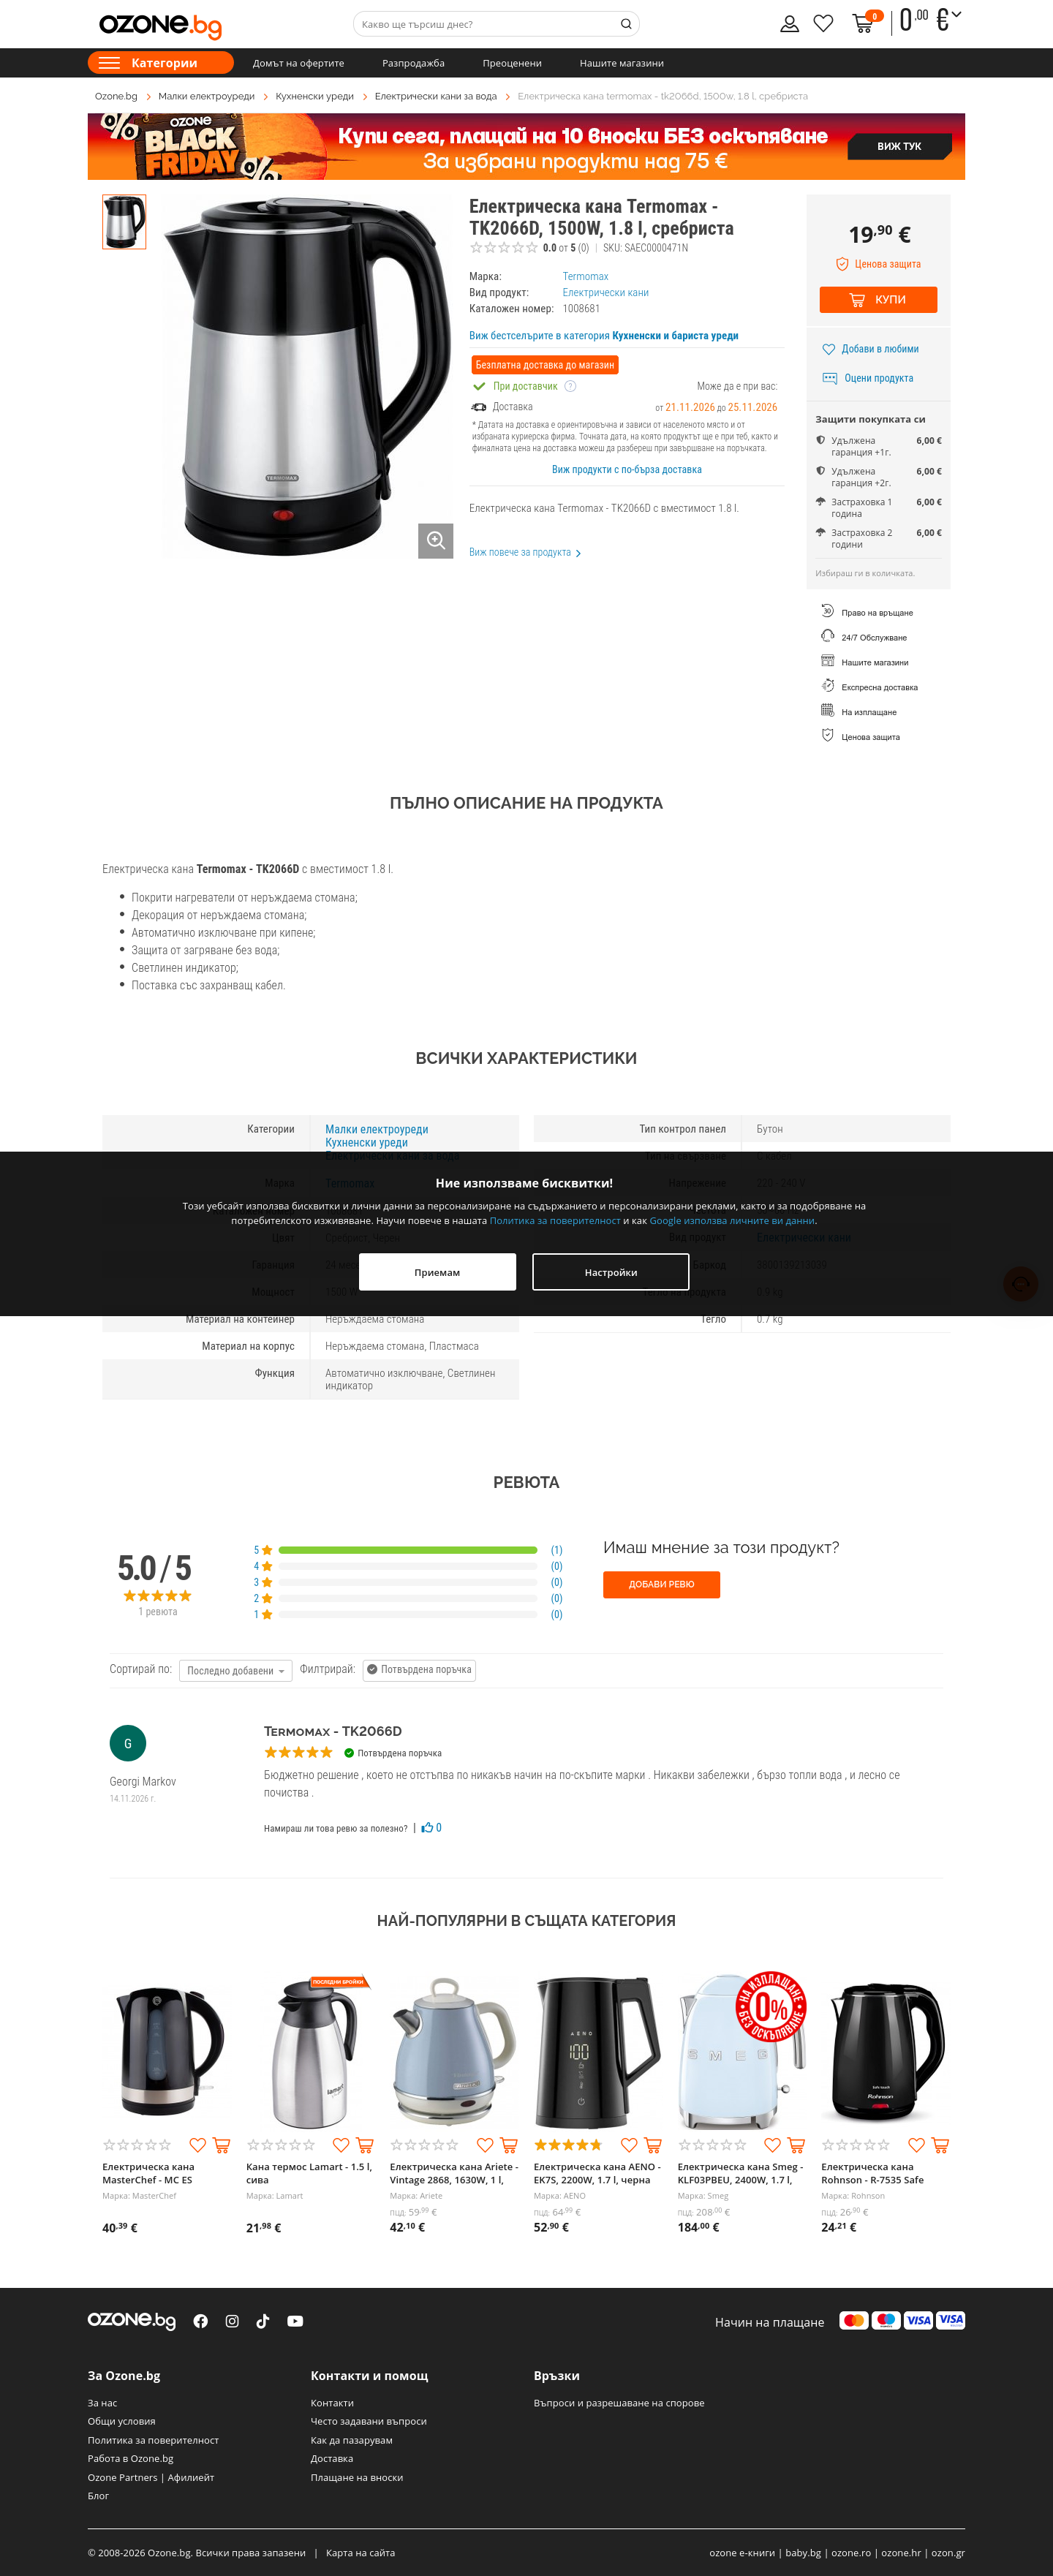 ozone.bg
Какво ще търсиш днес?
0
0,00 €
Категории
Домът на офертите
Разпродажба
Преоценени
Нашите магазини
Ozone.bg > Малки електроуреди > Кухненски уреди > Електрически кани за вода > Електрическа кана termomax - tk2066d, 1500w, 1.8 l, сребриста
OZONE
BLACK
FRIDAY
Купи сега, плащай на 10 вноски БЕЗ оскъпяване
За избрани продукти над 75 €
ВИЖ ТУК
TERMOMAX
Електрическа кана Termomax -
TK2066D, 1500W, 1.8 l, сребриста
0.0 от 5 (0) | SKU: SAEC0000471N
Марка: Termomax
Вид продукт: Електрически кани
Каталожен номер: 1008681
Виж бестселърите в категория Кухненски и бариста уреди
Безплатна доставка до магазин
При доставчик ? Може да е при вас:
Доставка от 21.11.2026 до 25.11.2026
* Датата на доставка е ориентировъчна и зависи от населеното място и от
избраната куриерска фирма. Точната дата, на която продуктът ще е при теб, както и
финалната цена на доставка можеш да разбереш при завършване на поръчката.
Виж продукти с по-бърза доставка
Електрическа кана Termomax - TK2066D с вместимост 1.8 l.
Виж повече за продукта >
19,90 €
Ценова защита
КУПИ
Добави в любими
Оцени продукта
Защити покупката си
Удължена 6,00 €
гаранция +1г.
Удължена 6,00 €
гаранция +2г.
Застраховка 1 6,00 €
година
Застраховка 2 6,00 €
години
Избираш ги в количката.
30
Право на връщане
24/7 Обслужване
Нашите магазини
Експресна доставка
На изплащане
Ценова защита
ПЪЛНО ОПИСАНИЕ НА ПРОДУКТА
Електрическа кана Termomax - TK2066D с вместимост 1.8 l.
• Покрити нагреватели от неръждаема стомана;
• Декорация от неръждаема стомана;
• Автоматично изключване при кипене;
• Защита от загряване без вода;
• Светлинен индикатор;
• Поставка със захранващ кабел.
ВСИЧКИ ХАРАКТЕРИСТИКИ
Категории Малки електроуреди
Кухненски уреди
Електрически кани за вода
Тип контрол панел Бутон
Марка Termomax
Напрежение
Ние използваме бисквитки!
Този уебсайт използва бисквитки и лични данни за персонализиране на съдържанието и персонализирани реклами, както и за подобряване на
потребителското изживяване. Научи повече в нашата Политика за поверителност и как Google използва личните ви данни.
Цвят
Вид продукт Електрически кани
Гаранция
Баркод
Приемам
Настройки
Мощност 1500 W
Материал на контейнер Неръждаема стомана
Тегло 0.7 kg
Материал на корпус Неръждаема стомана, Пластмаса
Функция Автоматично изключване, Светлинен
индикатор
РЕВЮТА
5.0 / 5
1 ревюта
5 (1)
4 (0)
3 (0)
2 (0)
1 (0)
Имаш мнение за този продукт?
ДОБАВИ РЕВЮ
Сортирай по: Последно добавени Филтрирай: Потвърдена поръчка
G
Georgi Markov
14.11.2026 г.
Termomax - TK2066D
Потвърдена поръчка
Бюджетно решение , което не отстъпва по никакъв начин на по-скъпите марки . Никакви забележки , бързо топли вода , и лесно се
почиства .
Намираш ли това ревю за полезно? | 0
НАЙ-ПОПУЛЯРНИ В СЪЩАТА КАТЕГОРИЯ
Електрическа кана
MasterChef - MC ES
Марка: MasterChef
40,39 €
ПОСЛЕДНИ БРОЙКИ
lamart
Кана термос Lamart - 1.5 l,
сива
Марка: Lamart
21,98 €
Електрическа кана Ariete -
Vintage 2868, 1630W, 1 l,
Марка: Ariete
ПЦД: 59,99 €
42,10 €
AENO
100
Електрическа кана AENO -
EK7S, 2200W, 1.7 l, черна
Марка: AENO
ПЦД: 64,99 €
52,90 €
SMEG
НА ИЗПЛАЩАНЕ
0%
БЕЗ ОСКЪПЯВАНЕ
Електрическа кана Smeg -
KLF03PBEU, 2400W, 1.7 l,
Марка: Smeg
ПЦД: 208,00 €
184,00 €
Safe touch
Rohnson
Електрическа кана
Rohnson - R-7535 Safe
Марка: Rohnson
ПЦД: 26,90 €
24,21 €
ozone.bg
Начин на плащане
VISA
VISA
За Ozone.bg
За нас
Общи условия
Политика за поверителност
Работа в Ozone.bg
Ozone Partners | Афилиейт
Блог
Контакти и помощ
Контакти
Често задавани въпроси
Как да пазарувам
Доставка
Плащане на вноски
Връзки
Въпроси и разрешаване на спорове
© 2008-2026 Ozone.bg. Всички права запазени | Карта на сайта
ozone е-книги | baby.bg | ozone.ro | ozone.hr | ozon.gr